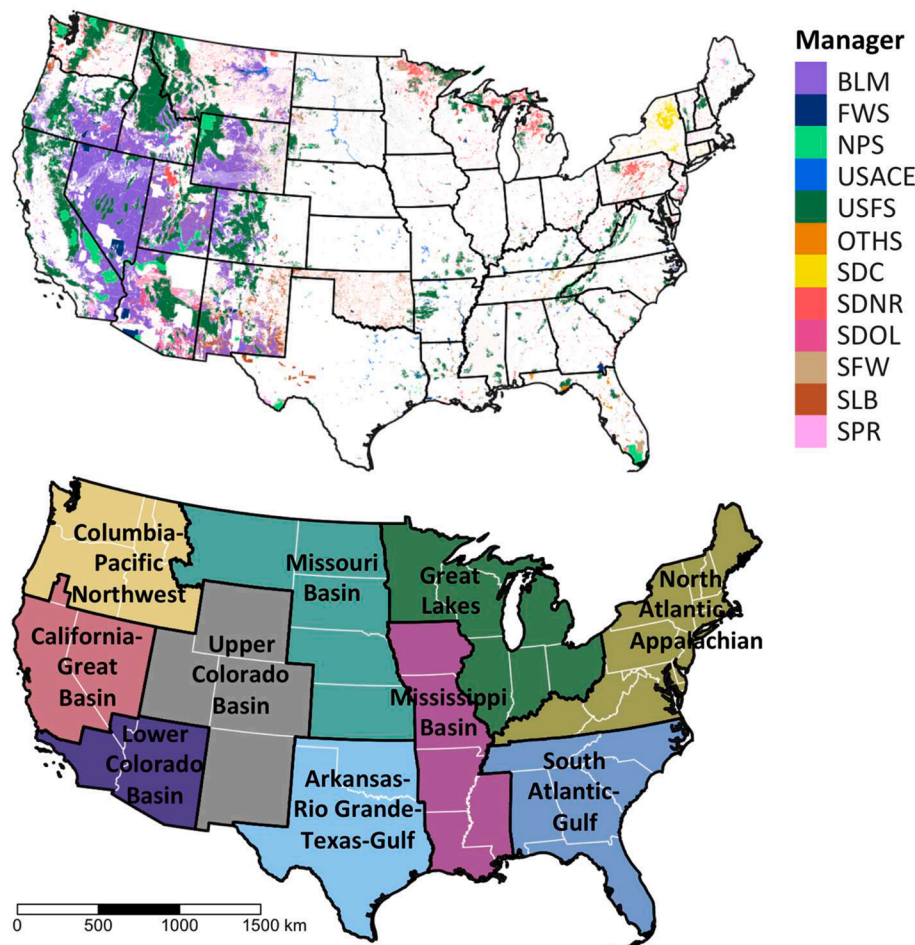 Manager
BLM
FWS
NPS
USACE
USFS
OTHS
SDC
SDNR
SDOL
SFW
SLB
SPR
Columbia-
Pacific
Northwest
Missouri
Basin
Great
Lakes
North
Atlantic-
Appalachian
California-
Great
Basin
Upper
Colorado
Basin
Mississippi
Basin
Lower
Colorado
Basin
Arkansas-
Rio Grande-
Texas-Gulf
South
Atlantic-
Gulf
0 500 1000 1500 km